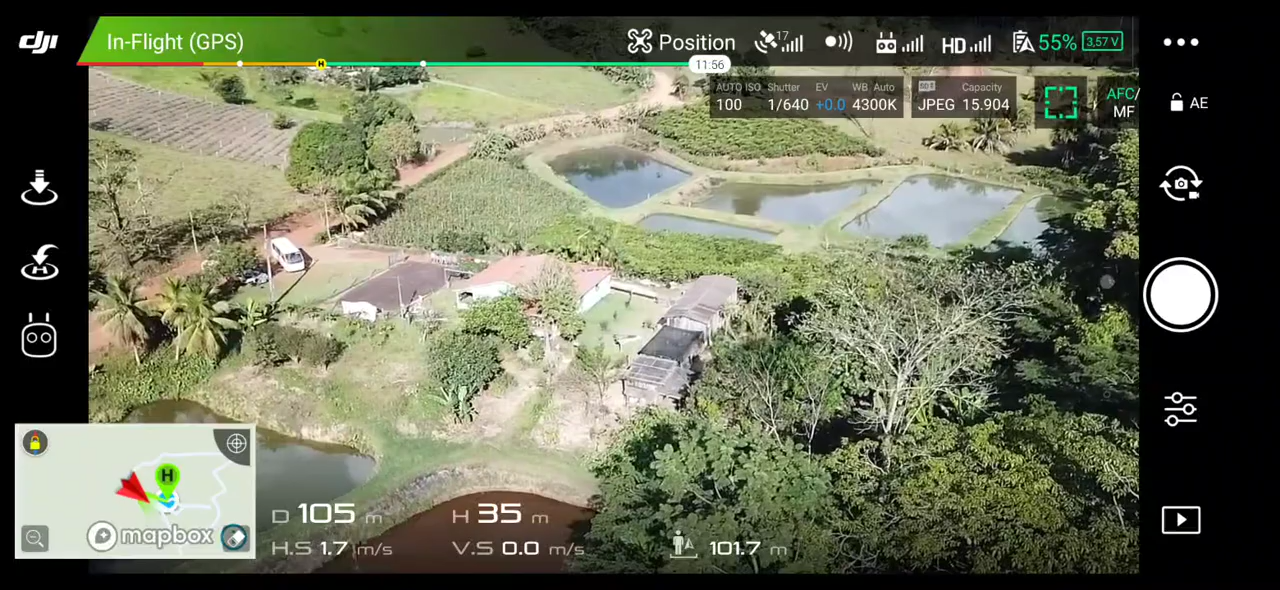 dji In-Flight (GPS) Position 17 HD 55% 3,57 V
H 11:56
AUTO ISO Shutter EV WB Auto Capacity
100 1/640 +0.0 4300K JPEG 15.904
AFC/
MF
AE
H
mapbox
D 105 m H 35 m
H.S 1.7 m/s V.S 0.0 m/s 101.7 m